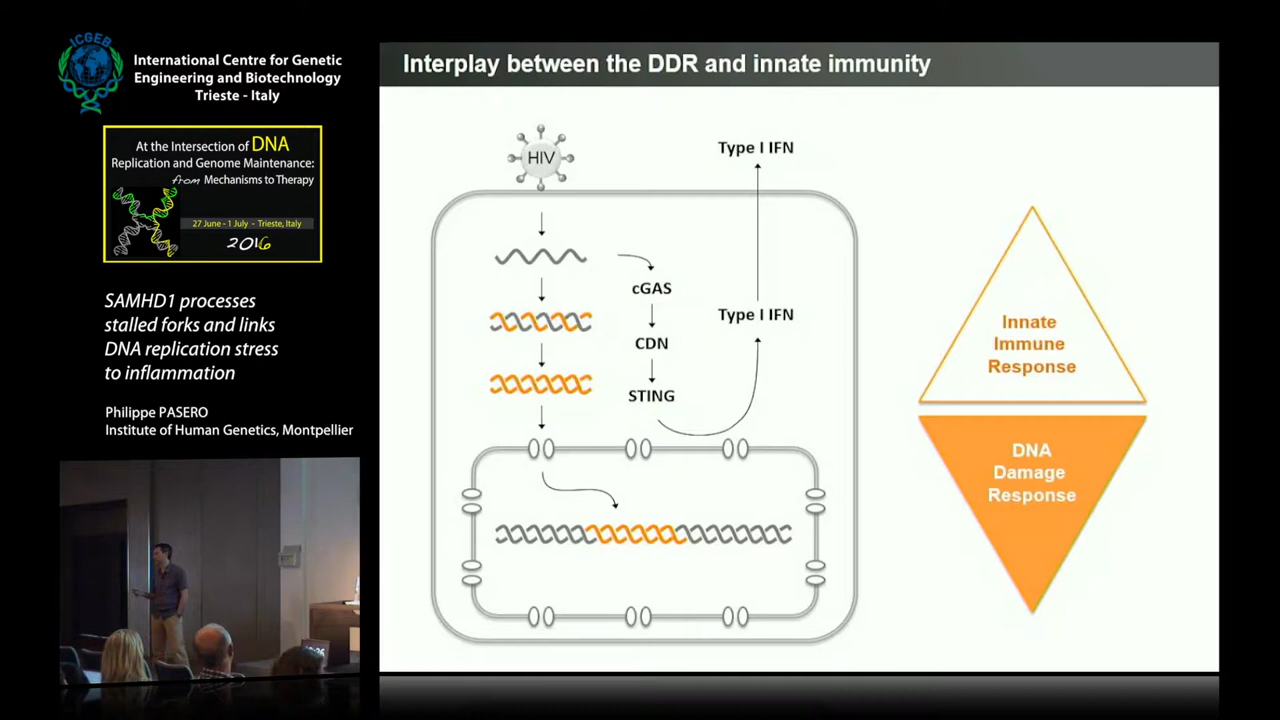 ICGEB
International Centre for Genetic
Engineering and Biotechnology
Trieste - Italy
At the Intersection of DNA
Replication and Genome Maintenance:
from Mechanisms to Therapy
27 June - 1 July - Trieste, Italy
2016
SAMHD1 processes
stalled forks and links
DNA replication stress
to inflammation
Philippe PASERO
Institute of Human Genetics, Montpellier
Interplay between the DDR and innate immunity
HIV
Type I IFN
cGAS
Type I IFN
CDN
STING
Innate
Immune
Response
DNA
Damage
Response